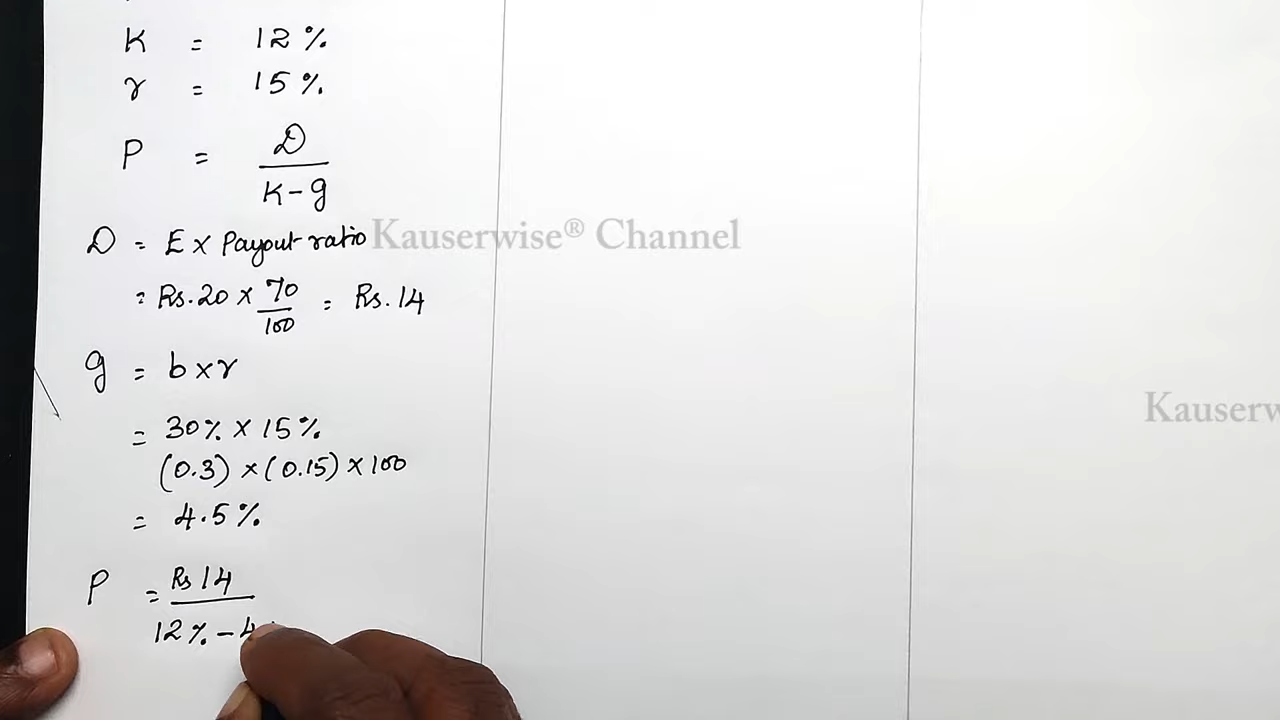 K = 12%
r = 15%
P = D
K-g
D = E x Payout ratio
= Rs.20 x 70 = Rs.14
100
g = b x r
= 30% x 15%
(0.3) x (0.15) x 100
= 4.5%
P = Rs 14
12% - 4
Kauserwise® Channel
Kauserw